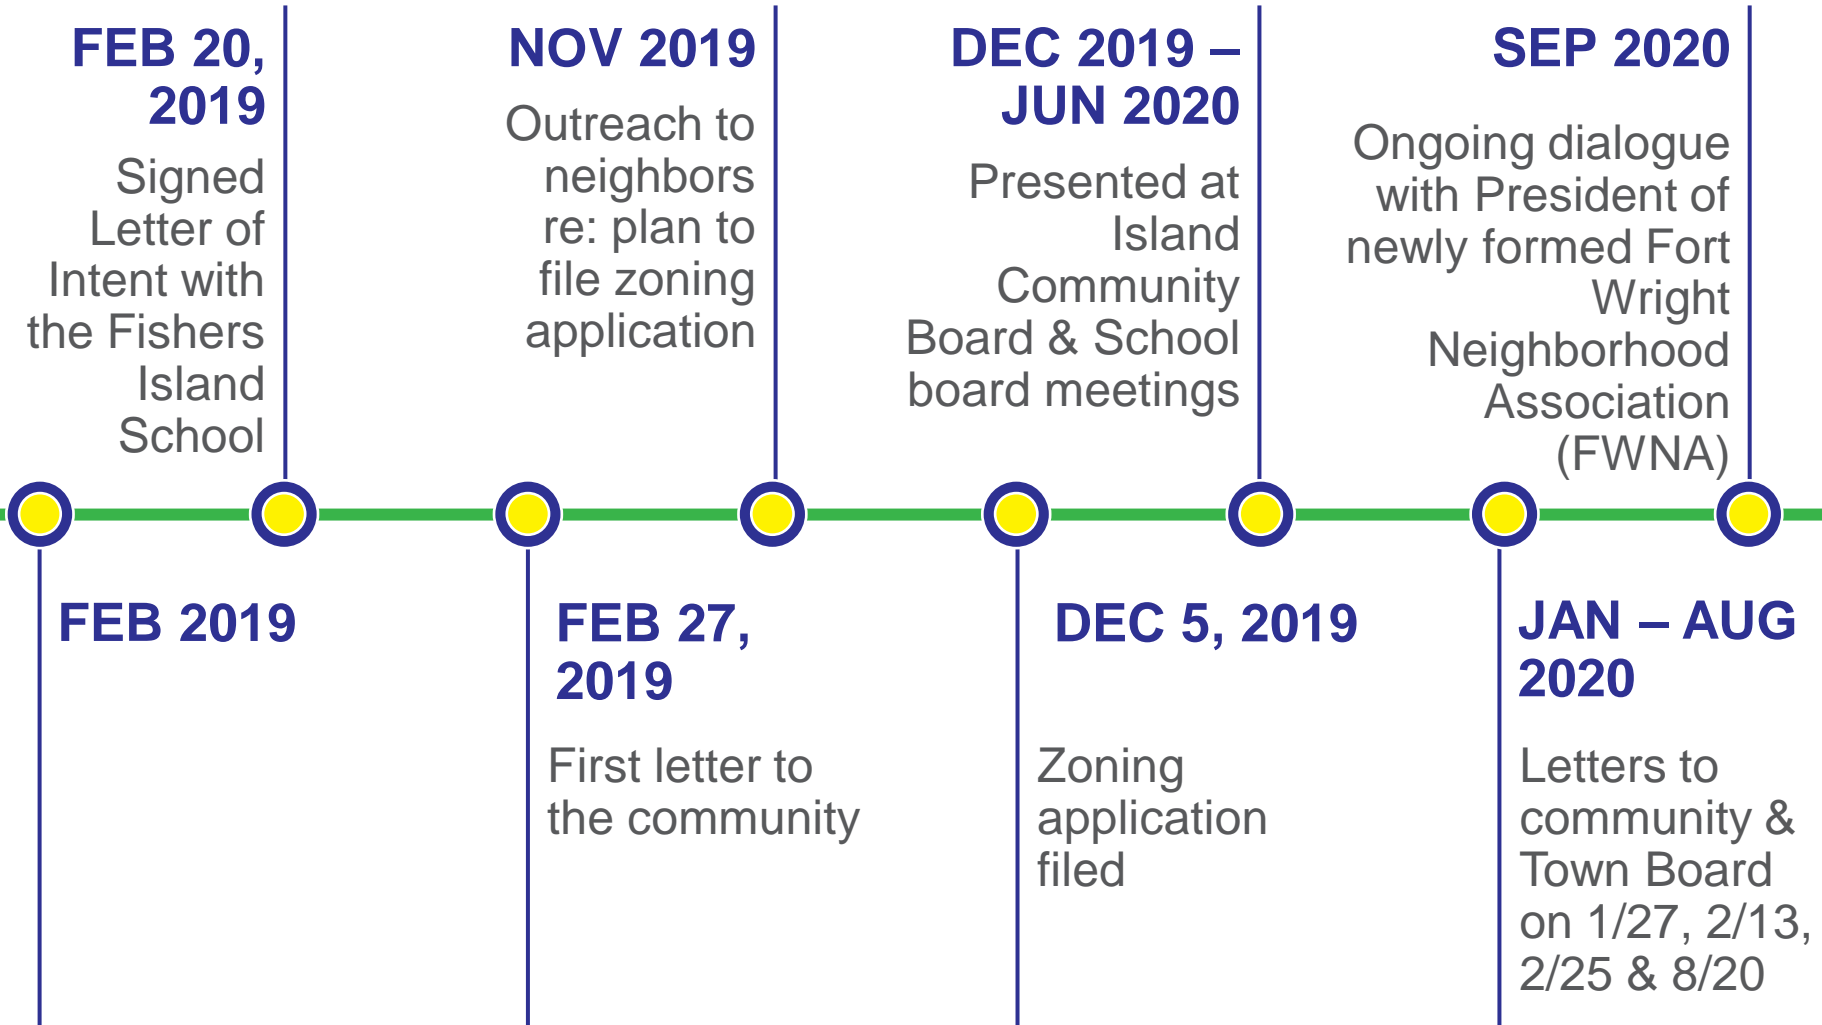 FEB 20,
2019
Signed
Letter of
Intent with
the Fishers
Island
School
NOV 2019
Outreach to
neighbors
re: plan to
file zoning
application
DEC 2019 –
JUN 2020
Presented at
Island
Community
Board & School
board meetings
SEP 2020
Ongoing dialogue
with President of
newly formed Fort
Wright
Neighborhood
Association
(FWNA)
FEB 2019
FEB 27,
2019
First letter to
the community
DEC 5, 2019
Zoning
application
filed
JAN – AUG
2020
Letters to
community &
Town Board
on 1/27, 2/13,
2/25 & 8/20